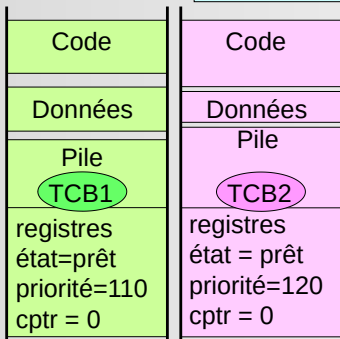 Code
Données
Pile
TCB1
registres
état=prêt
priorité=110
cptr = 0
Code
Données
Pile
TCB2
registres
état = prêt
priorité=120
cptr = 0